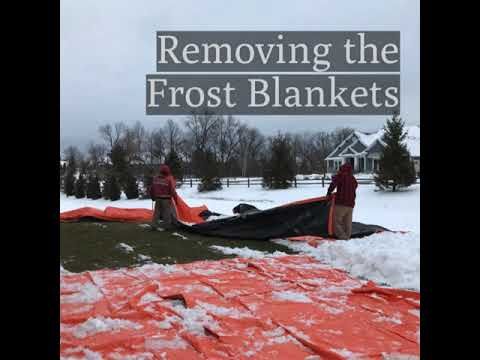 Removing the
Frost Blankets